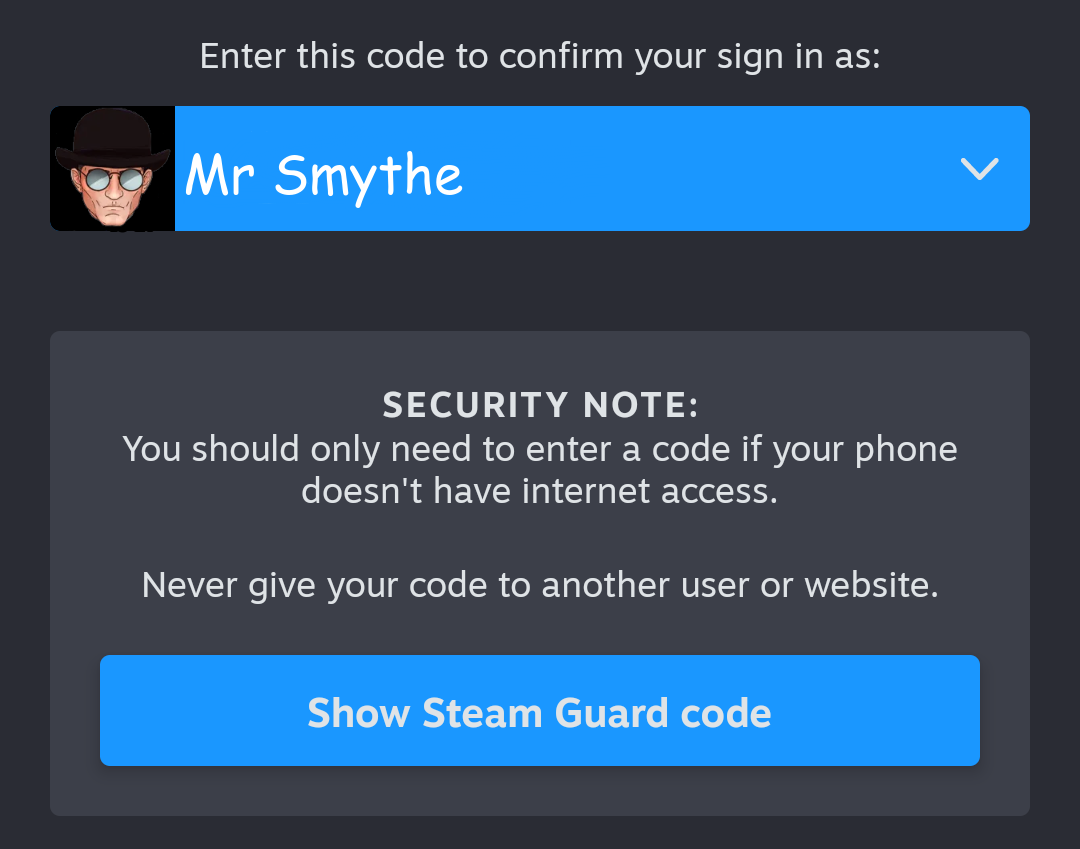 Enter this code to confirm your sign in as:
Mr Smythe
SECURITY NOTE:
You should only need to enter a code if your phone
doesn't have internet access.
Never give your code to another user or website.
Show Steam Guard code